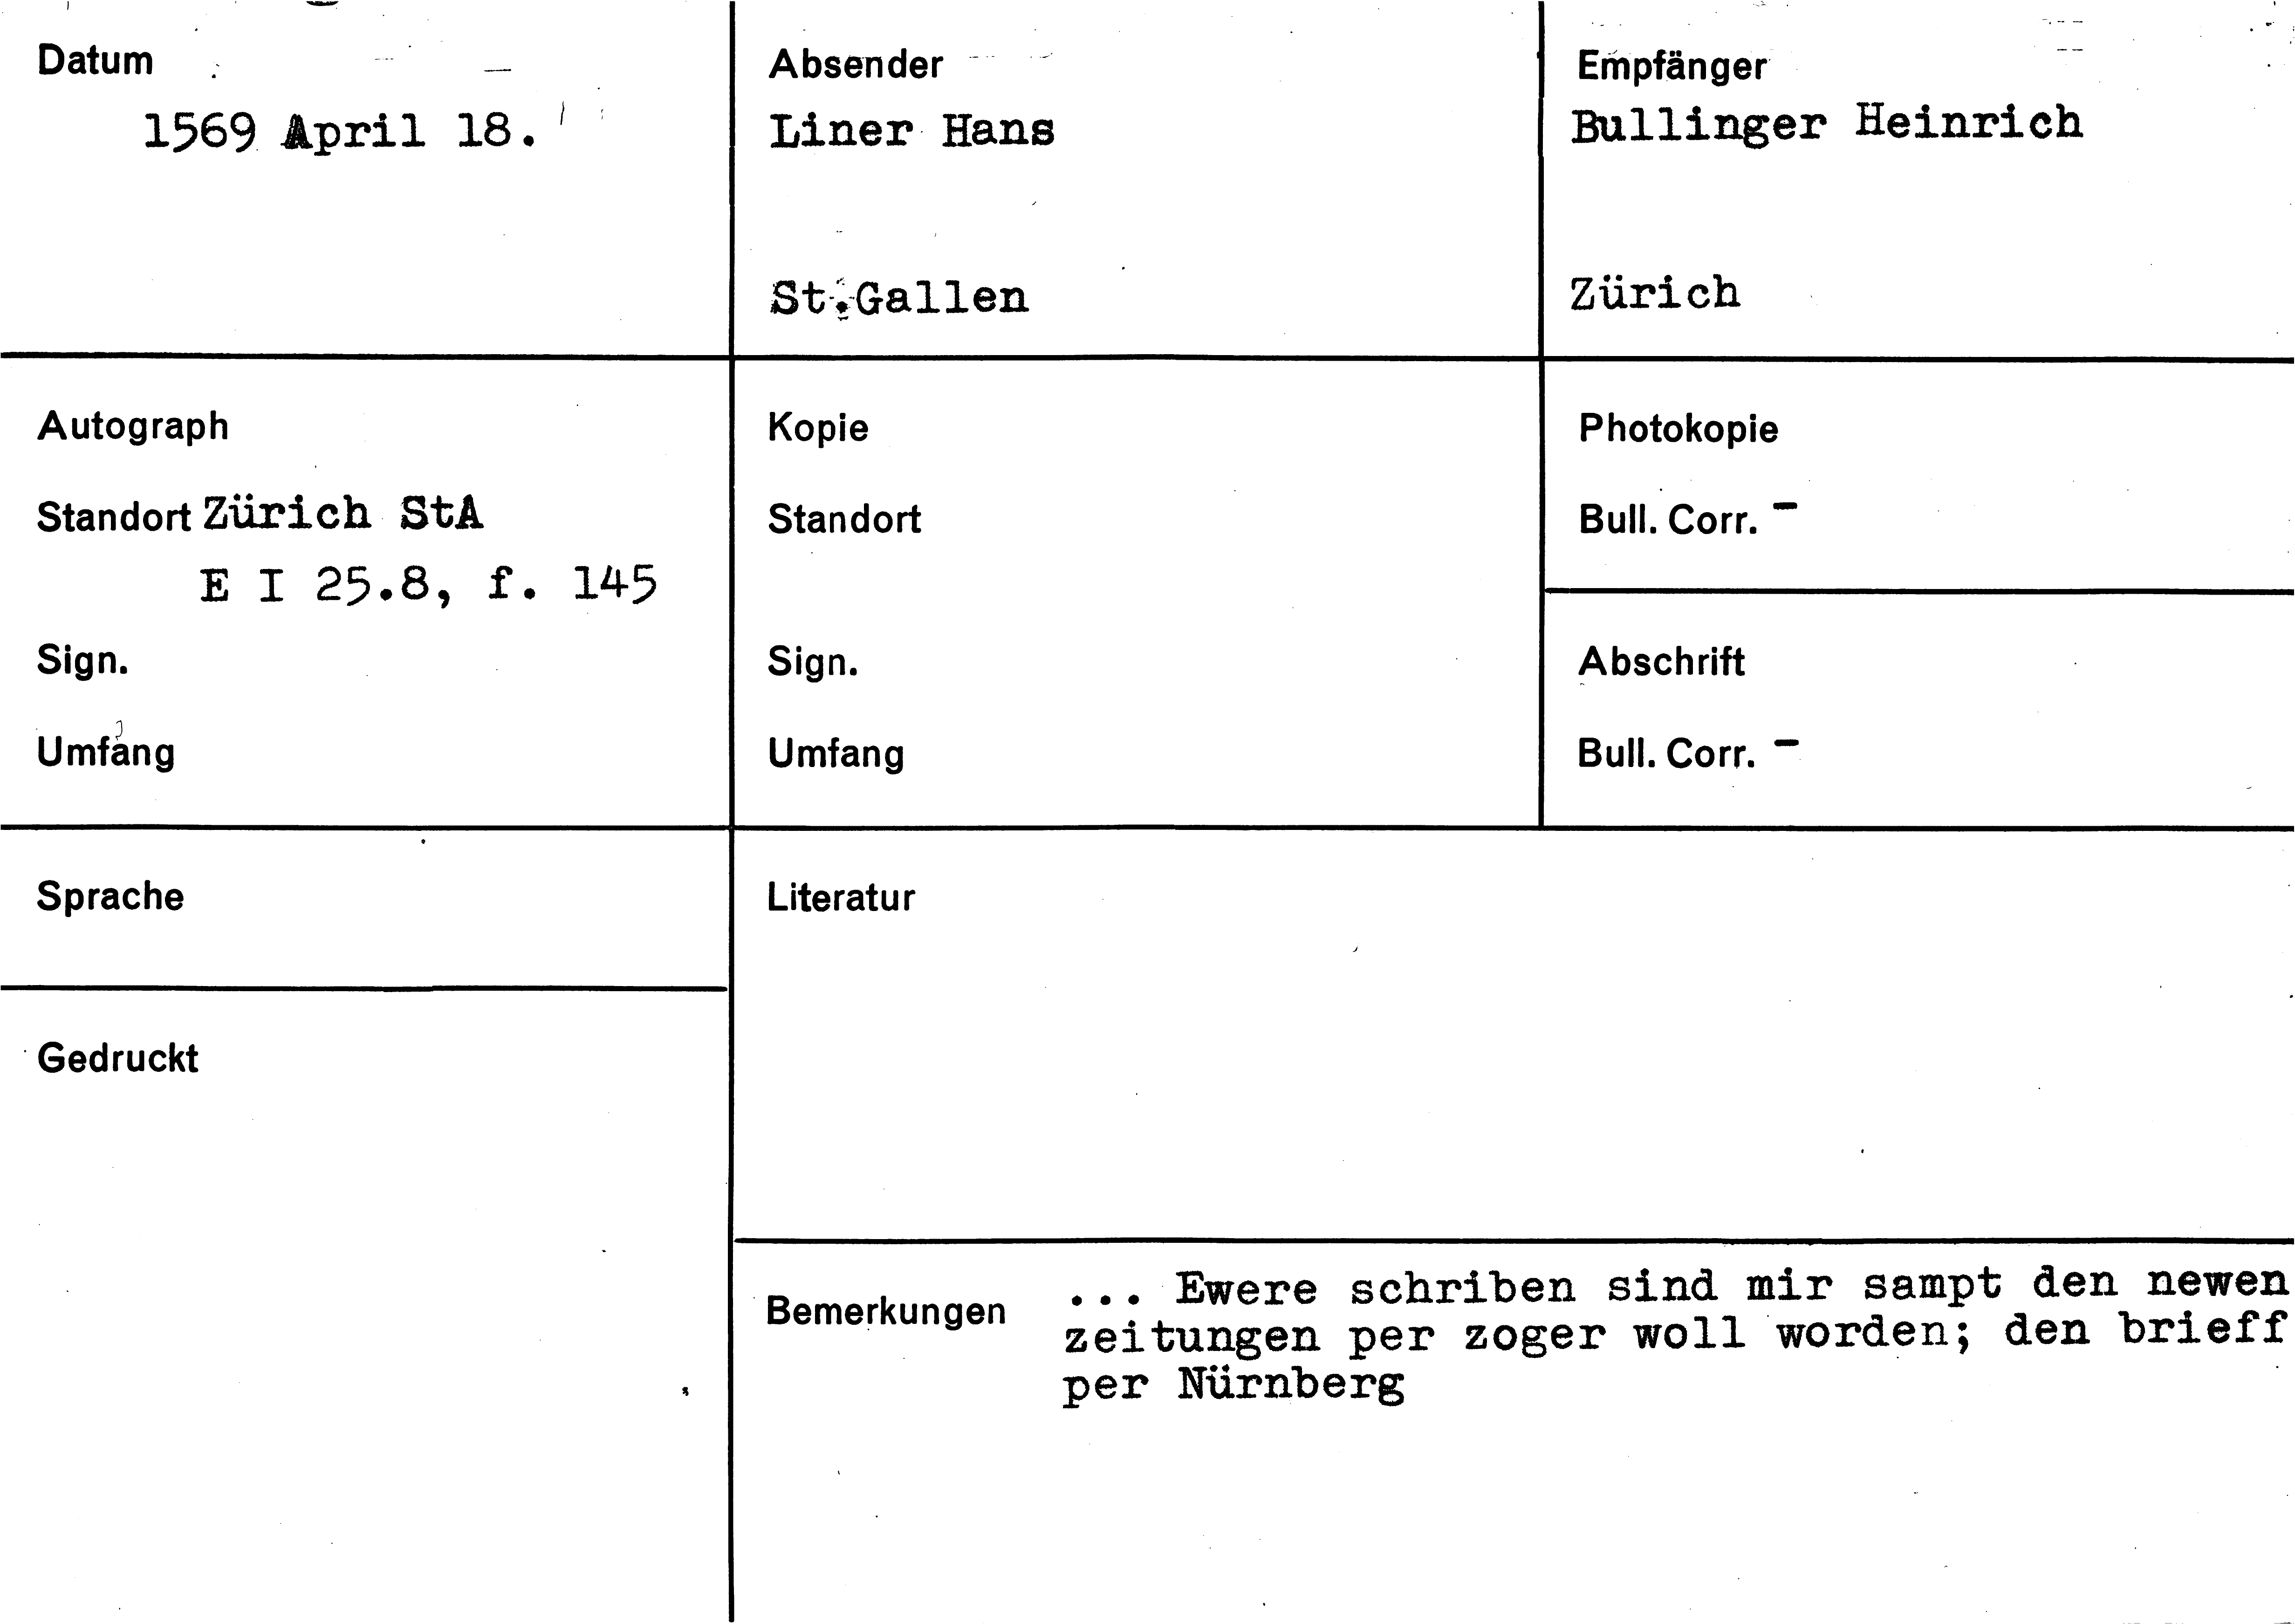 Datum
1569 April 18.
Absender
Liner Hans
St.Gallen
Empfänger
Bullinger Heinrich
Zürich
Autograph
Standort Zürich StA
E I 25.8, f. 145
Sign.
Umfang
Kopie
Standort
Sign.
Umfang
Photokopie
Bull. Corr. -
Abschrift
Bull. Corr. -
Sprache
Gedruckt
Literatur
Bemerkungen ... Ewere schriben sind mir sampt den newen
zeitungen per zoger woll worden; den brieff
per Nürnberg